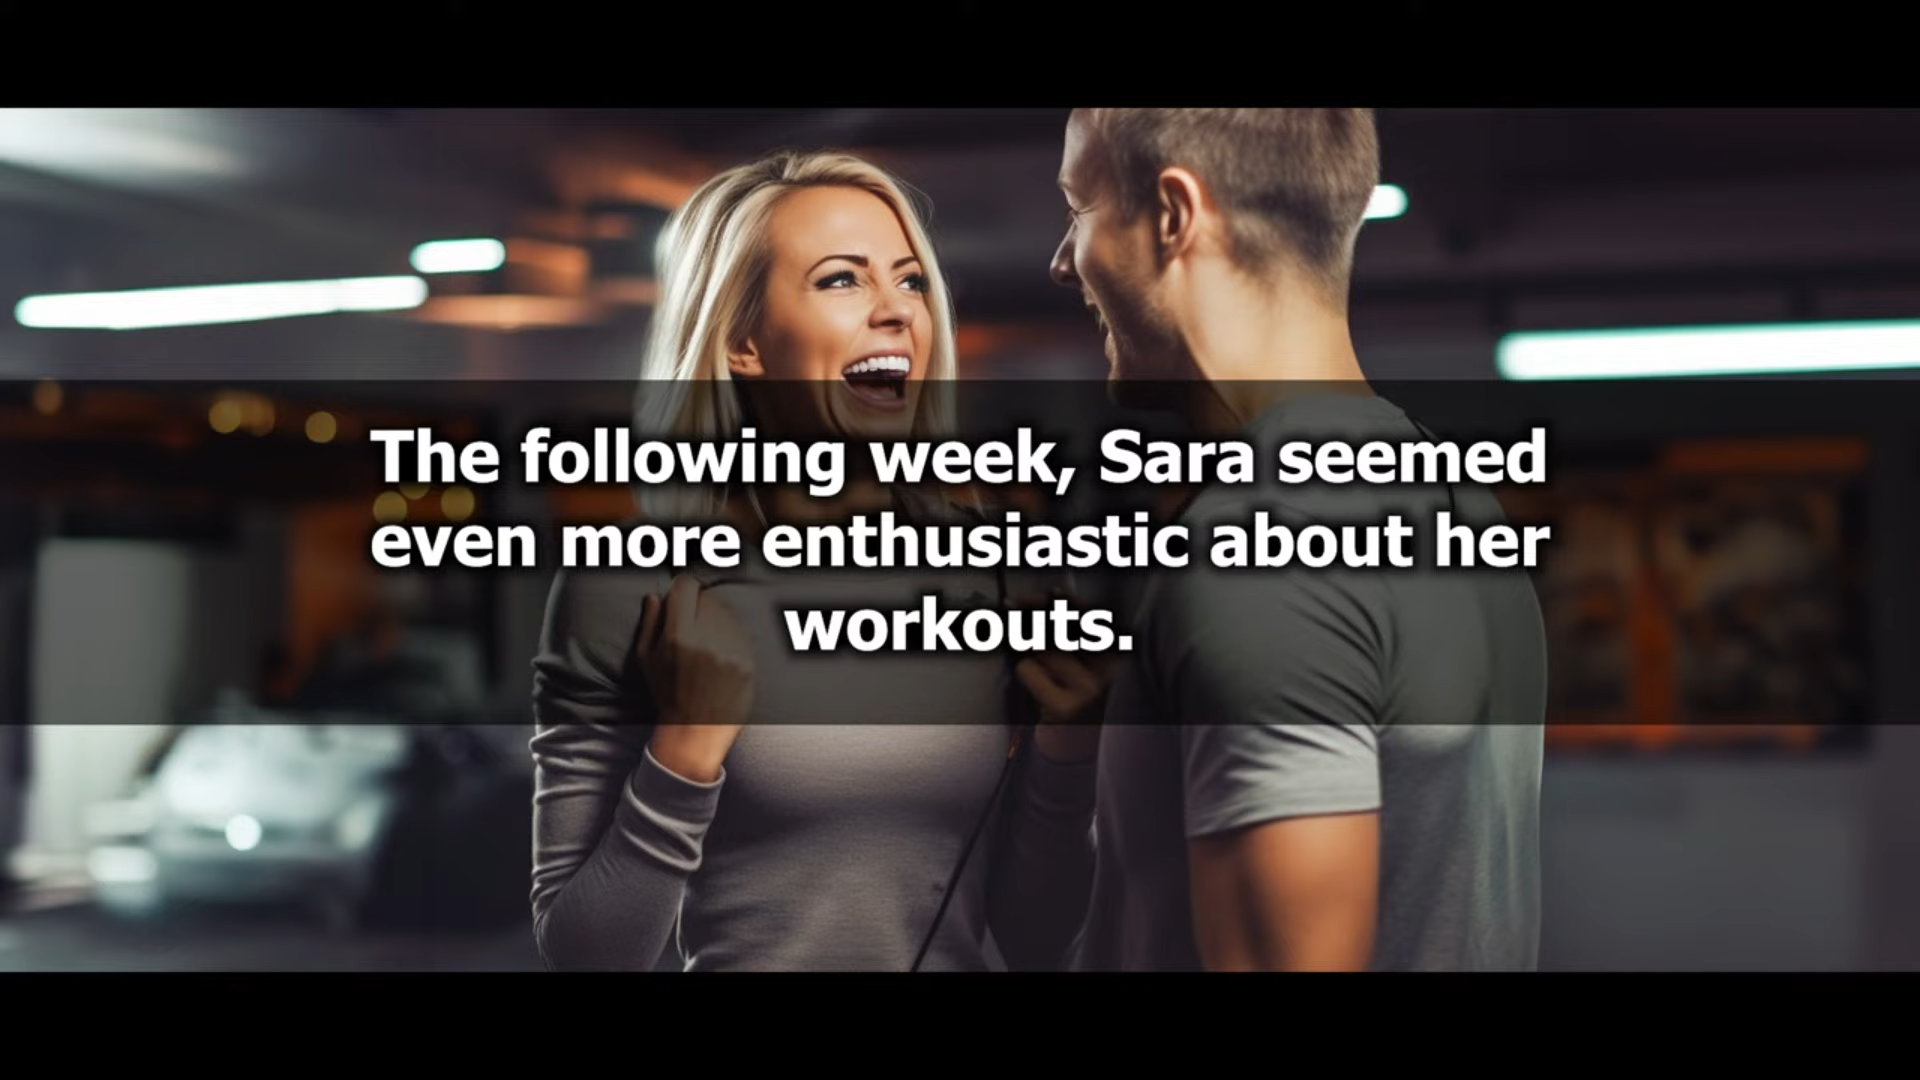 The following week, Sara seemed
even more enthusiastic about her
workouts.